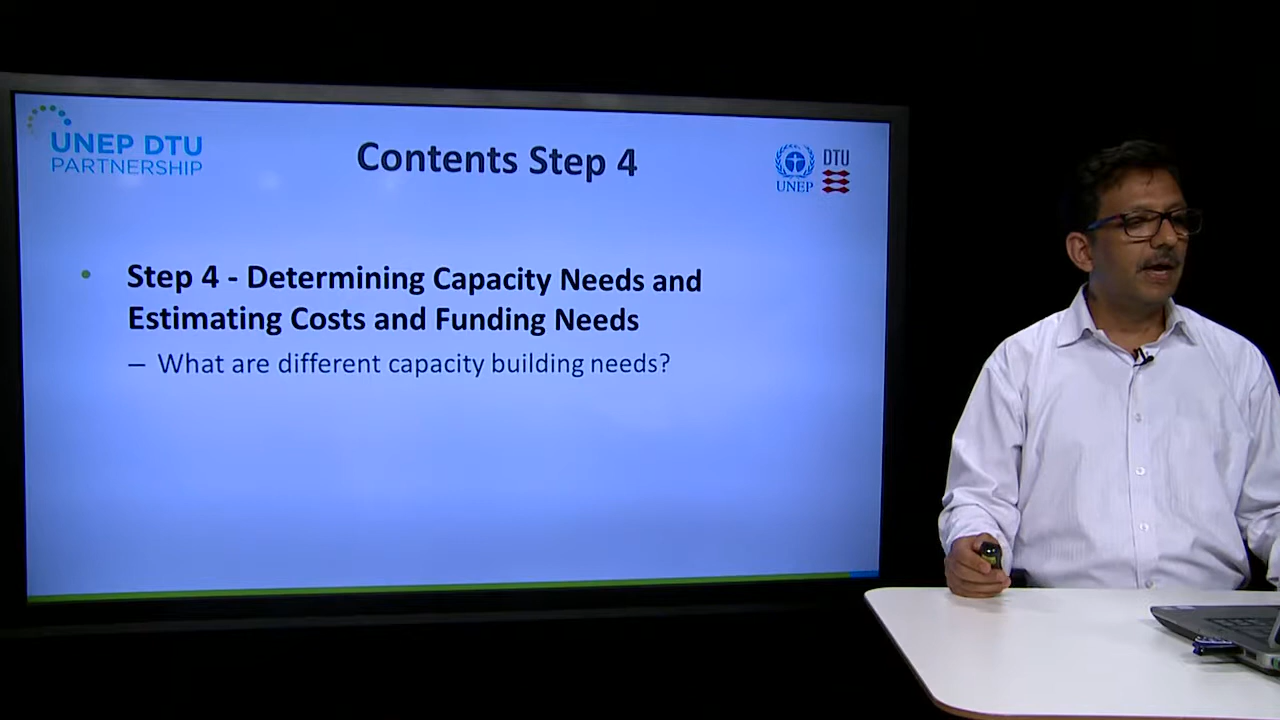 UNEP DTU
PARTNERSHIP
Contents Step 4
UNEP
DTU
• Step 4 - Determining Capacity Needs and
Estimating Costs and Funding Needs
– What are different capacity building needs?